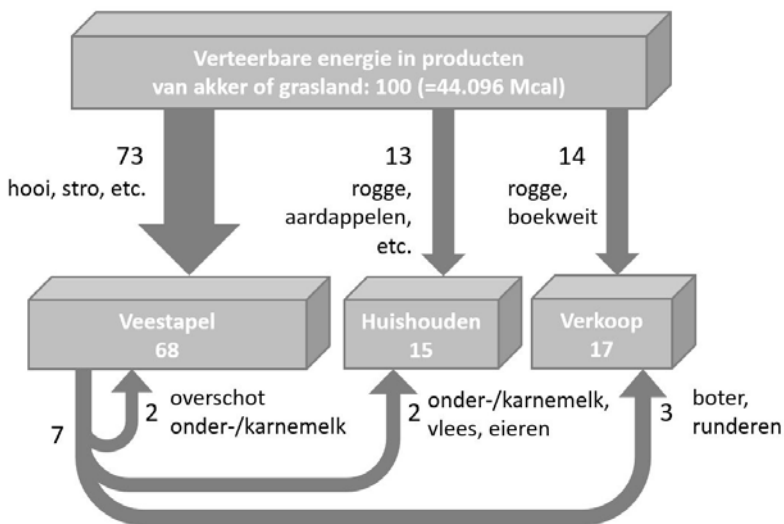 Verteerbare energie in producten
van akker of grasland: 100 (=44.096 Mcal)
73
hooi, stro, etc.
13
rogge,
aardappelen,
etc.
14
rogge,
boekweit
Veestapel
68
Huishouden
15
Verkoop
17
7
2
overschot
onder-/karnemelk
2
onder-/karnemelk,
vlees, eieren
3
boter,
runderen